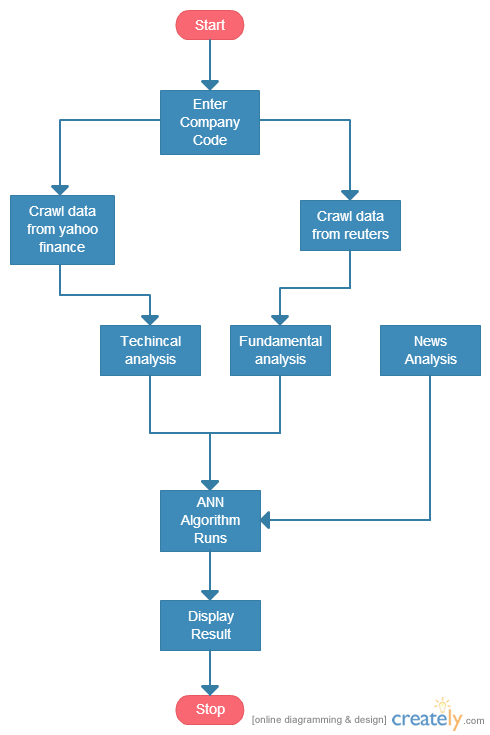 Start
Enter
Company
Code
Crawl data
from yahoo
finance
Crawl data
from reuters
Techincal
analysis
Fundamental
analysis
News
Analysis
ANN
Algorithm
Runs
Display
Result
Stop
[online diagramming & design] creately.com